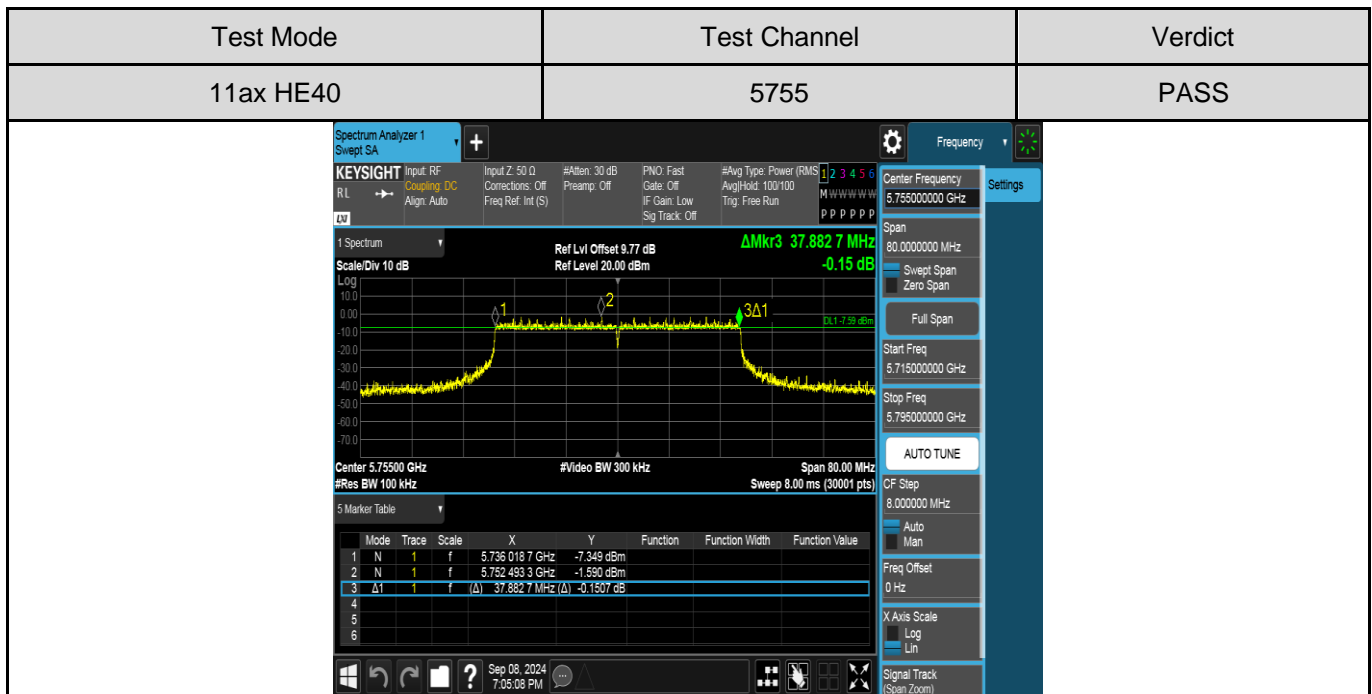 Test Mode Test Channel Verdict
11ax HE40 5755 PASS
Spectrum Analyzer 1
Swept SA
+
Frequency
KEYSIGHT Input: RF Input Z: 50 Ω #Atten: 30 dB PNO: Fast #Avg Type: Power (RMS 1 2 3 4 5 6
RL Coupling: DC Corrections: Off Preamp: Off Gate: Off Avg|Hold: 100/100 M W W W W W
Align: Auto Freq Ref: Int (S) IF Gain: Low Trig: Free Run
LXI Sig Track: Off P P P P P P
Center Frequency
5.755000000 GHz
Settings
Span
80.0000000 MHz
Swept Span
Zero Span
Full Span
Start Freq
5.715000000 GHz
Stop Freq
5.795000000 GHz
AUTO TUNE
CF Step
8.000000 MHz
Auto
Man
Freq Offset
0 Hz
X Axis Scale
Log
Lin
Signal Track
(Span Zoom)
1 Spectrum Ref Lvl Offset 9.77 dB ΔMkr3 37.882 7 MHz
Scale/Div 10 dB Ref Level 20.00 dBm -0.15 dB
Log
10.0
0.00
-10.0
-20.0
-30.0
-40.0
-50.0
-60.0
-70.0
1 2 3Δ1
DL1 -7.59 dBm
Center 5.75500 GHz #Video BW 300 kHz Span 80.00 MHz
#Res BW 100 kHz Sweep 8.00 ms (30001 pts)
5 Marker Table
Mode Trace Scale X Y Function Function Width Function Value
1 N 1 f 5.736 018 7 GHz -7.349 dBm
2 N 1 f 5.752 493 3 GHz -1.590 dBm
3 Δ1 1 f (Δ) 37.882 7 MHz (Δ) -0.1507 dB
4
5
6
? Sep 08, 2024
7:05:08 PM